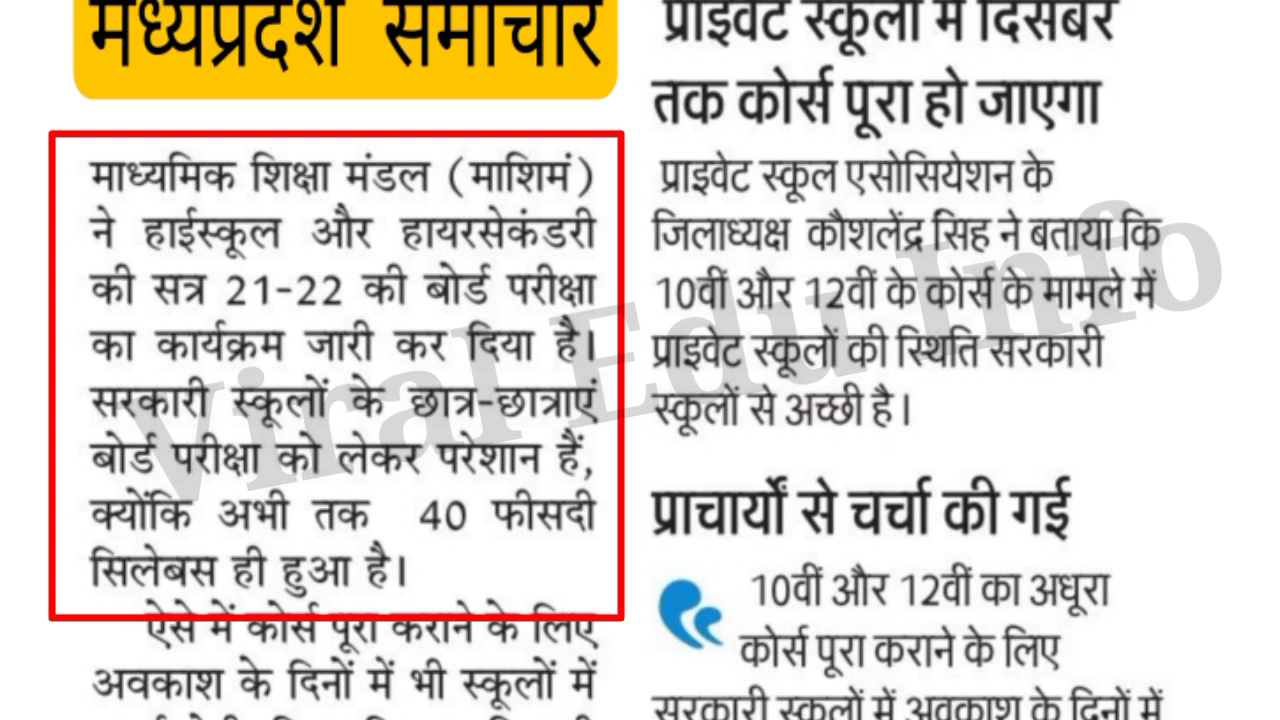 मध्यप्रदेश समाचार
माध्यमिक शिक्षा मंडल (माशिमं)
ने हाईस्कूल और हायरसेकंडरी
की सत्र 21-22 की बोर्ड परीक्षा
का कार्यक्रम जारी कर दिया है।
सरकारी स्कूलों के छात्र-छात्राएं
बोर्ड परीक्षा को लेकर परेशान हैं,
क्योंकि अभी तक 40 फीसदी
सिलेबस ही हुआ है।
ऐसे में कोर्स पूरा कराने के लिए
अवकाश के दिनों में भी स्कूलों में
प्राइवेट स्कूलों में दिसंबर
तक कोर्स पूरा हो जाएगा
प्राइवेट स्कूल एसोसियेशन के
जिलाध्यक्ष कौशलेंद्र सिह ने बताया कि
10वीं और 12वीं के कोर्स के मामले में
प्राइवेट स्कूलों की स्थिति सरकारी
स्कूलों से अच्छी है।
प्राचार्यों से चर्चा की गई
10वीं और 12वीं का अधूरा
कोर्स पूरा कराने के लिए
सरकारी स्कूलों में अवकाश के दिनों में
Viral Edu Info